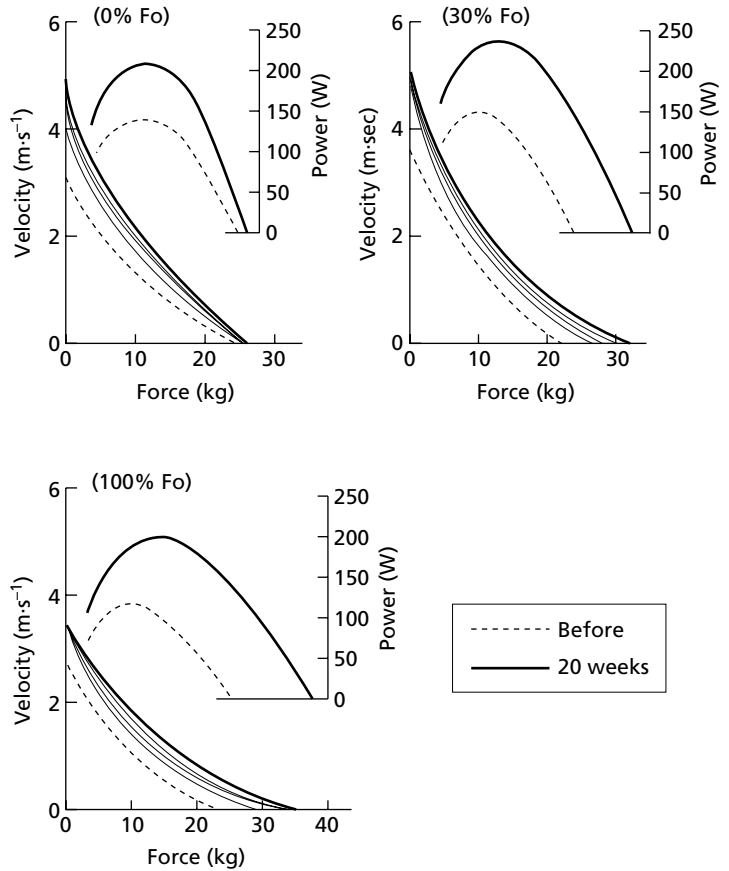 (0% Fo)
6
4
2
0
Velocity (m·s⁻¹)
0 10 20 30
Force (kg)
250
200
150
100
50
0
Power (W)
(30% Fo)
6
4
2
0
Velocity (m·sec)
0 10 20 30
Force (kg)
250
200
150
100
50
0
Power (W)
(100% Fo)
6
4
2
0
Velocity (m·s⁻¹)
0 10 20 30 40
Force (kg)
250
200
150
100
50
0
Power (W)
Before
20 weeks